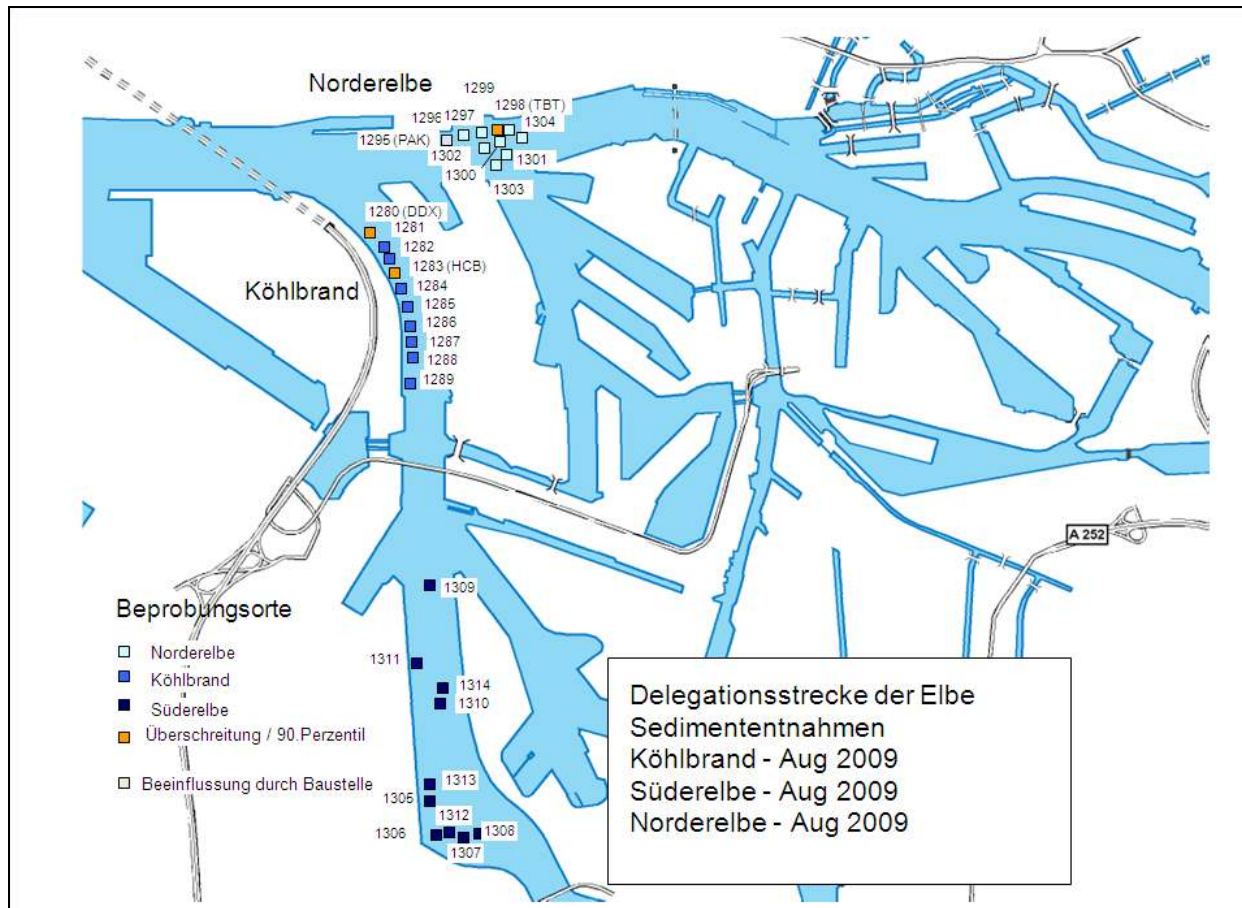 Norderelbe
1299
1298 (TBT)
1296
1297
1304
1295 (PAK)
1302
1301
1300
1303
1280 (DDX)
1281
1282
1283 (HCB)
1284
Köhlbrand
1285
1286
1287
1288
1289
A 252
1309
Beprobungsorte
Norderelbe
Köhlbrand
Süderelbe
Überschreitung / 90.Perzentil
Beeinflussung durch Baustelle
1311
1314
1310
1313
1305
1312
1306
1308
1307
Delegationsstrecke der Elbe
Sedimententnahmen
Köhlbrand - Aug 2009
Süderelbe - Aug 2009
Norderelbe - Aug 2009